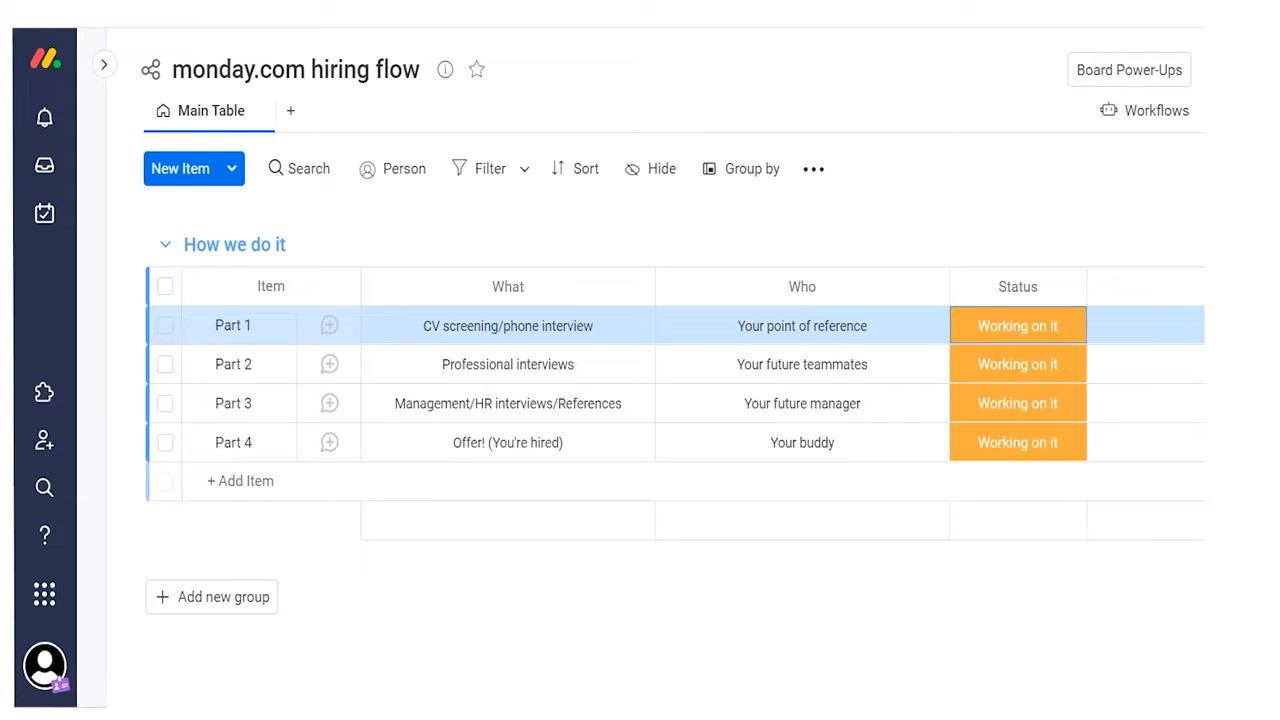 monday.com hiring flow
Board Power-Ups
Main Table +
Workflows
New Item Search Person Filter Sort Hide Group by
How we do it
Item What Who Status
Part 1 CV screening/phone interview Your point of reference Working on it
Part 2 Professional interviews Your future teammates Working on it
Part 3 Management/HR interviews/References Your future manager Working on it
Part 4 Offer! (You're hired) Your buddy Working on it
+ Add Item
+ Add new group